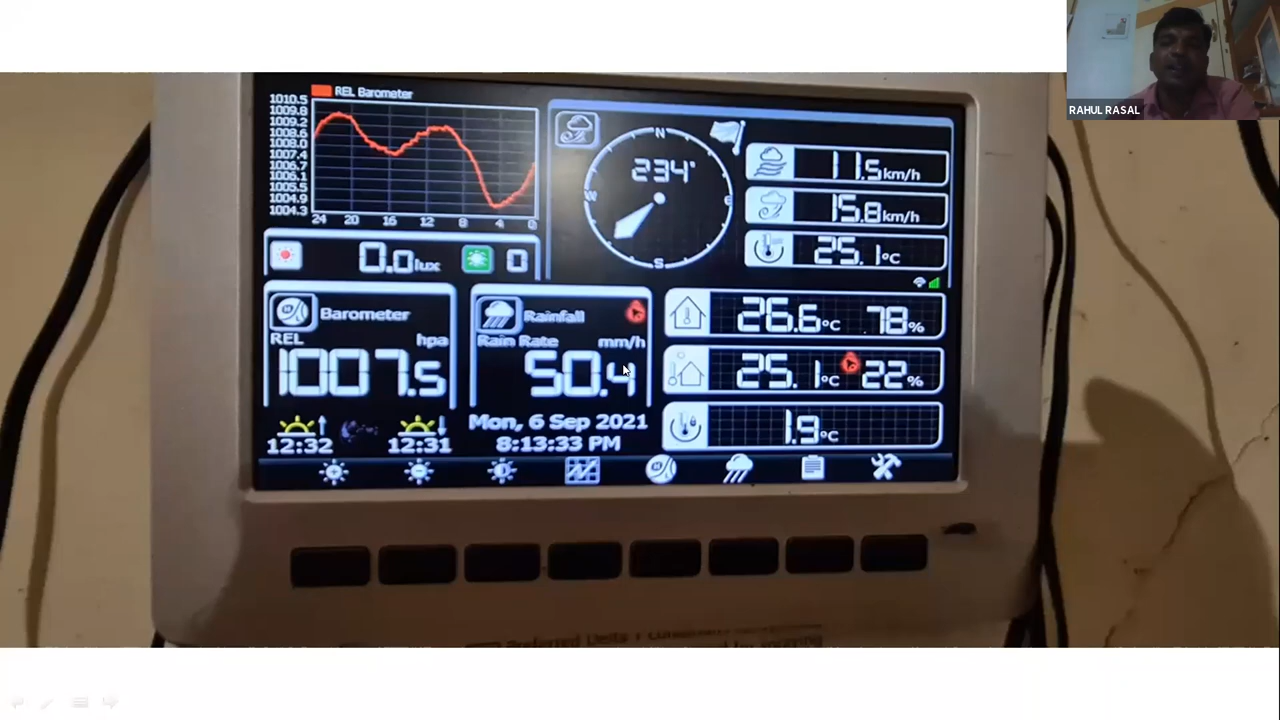 RAHUL RASAL
REL Barometer
1010.5
1009.8
1009.2
1008.6
1008.0
1007.4
1006.7
1006.1
1005.5
1004.9
1004.3
24 20 16 12 8 4 0
N
W
E
S
234°
11.5 km/h
15.8 km/h
25.1 °C
0.0 lux
0
Barometer
REL hpa
1007.5
Rainfall
Rain Rate mm/h
50.4
26.6 °C 78 %
25.1 °C 22 %
1.9 °C
12:32
12:31
Mon, 6 Sep 2021
8:13:33 PM